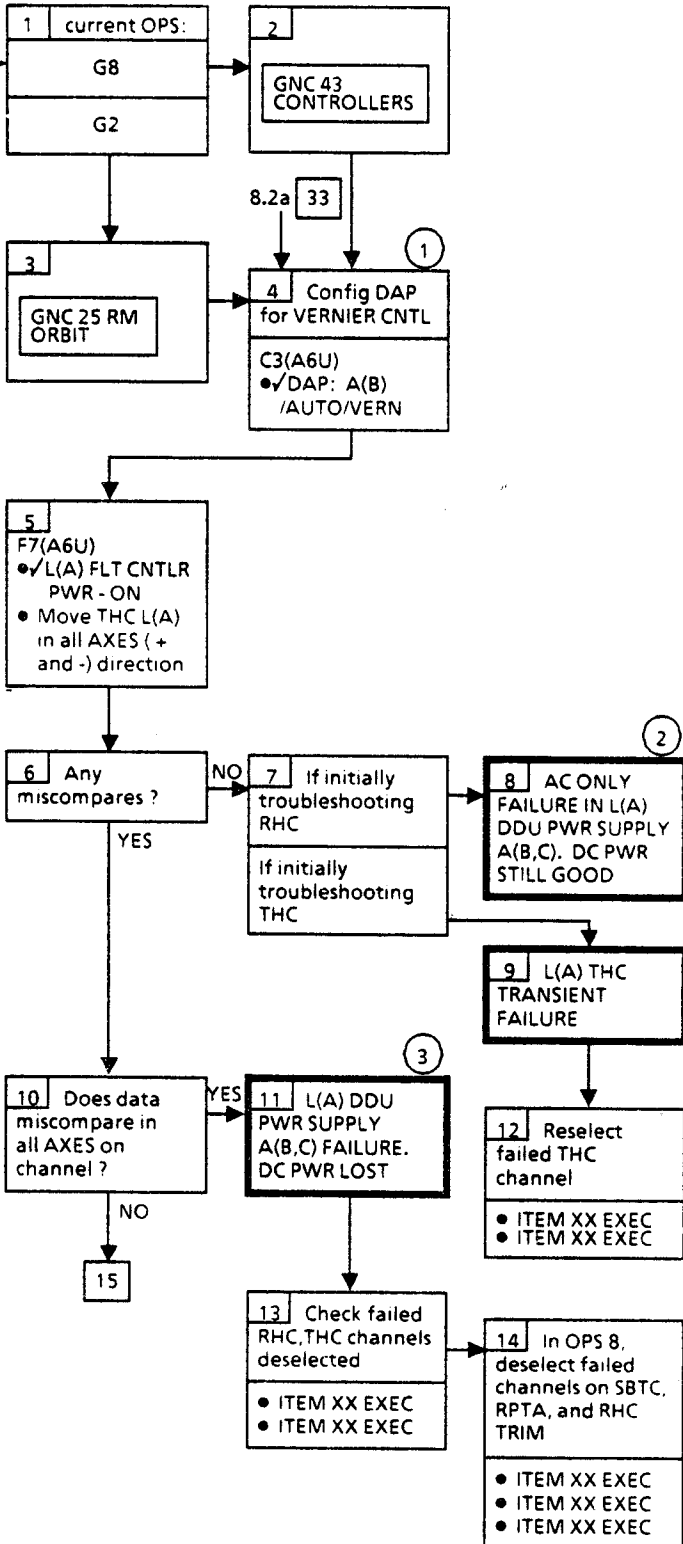 1 current OPS:
G8
G2
2
GNC 43
CONTROLLERS
8.2a 33
1
3
GNC 25 RM
ORBIT
4 Config DAP
for VERNIER CNTL
C3(A6U)
●√DAP: A(B)
/AUTO/VERN
5
F7(A6U)
●√L(A) FLT CNTLR
PWR - ON
● Move THC L(A)
in all AXES ( +
and -) direction
6 Any
miscompares ?
NO
YES
7 If initially
troubleshooting
RHC
If initially
troubleshooting
THC
2
8 AC ONLY
FAILURE IN L(A)
DDU PWR SUPPLY
A(B,C). DC PWR
STILL GOOD
9 L(A) THC
TRANSIENT
FAILURE
3
10 Does data
miscompare in
all AXES on
channel ?
YES
NO
15
11 L(A) DDU
PWR SUPPLY
A(B,C) FAILURE.
DC PWR LOST
12 Reselect
failed THC
channel
● ITEM XX EXEC
● ITEM XX EXEC
13 Check failed
RHC,THC channels
deselected
● ITEM XX EXEC
● ITEM XX EXEC
14 In OPS 8,
deselect failed
channels on SBTC,
RPTA, and RHC
TRIM
● ITEM XX EXEC
● ITEM XX EXEC
● ITEM XX EXEC